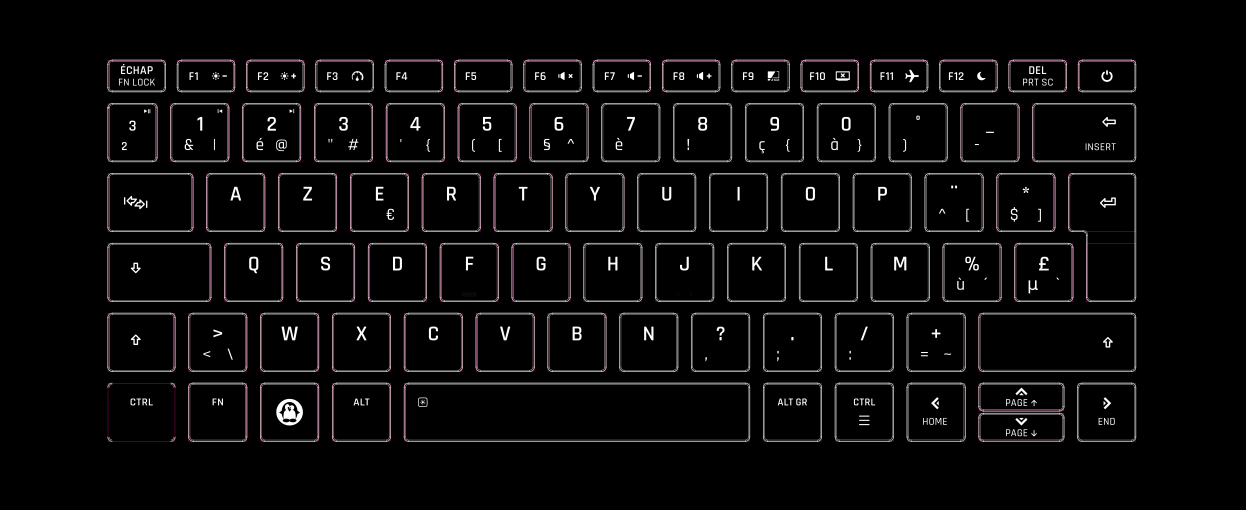 ÉCHAP F1 F2 F3 F4 F5 F6 F7 F8 F9 F10 F11 F12 DEL
FN LOCK PRT SC
3 1 2 3 4 5 6 7 8 9 0 ° _
2 & | é @ " # ' { ( [ § ^ è ! ç { à } ) - INSERT
A Z E R T Y U I O P ¨ *
€ ^ [ $ ]
Q S D F G H J K L M % £
ù ´ µ `
> W X C V B N ? . / +
< \ , ; : = ~
CTRL FN ALT ALT GR CTRL PAGE ↑
HOME END
PAGE ↓